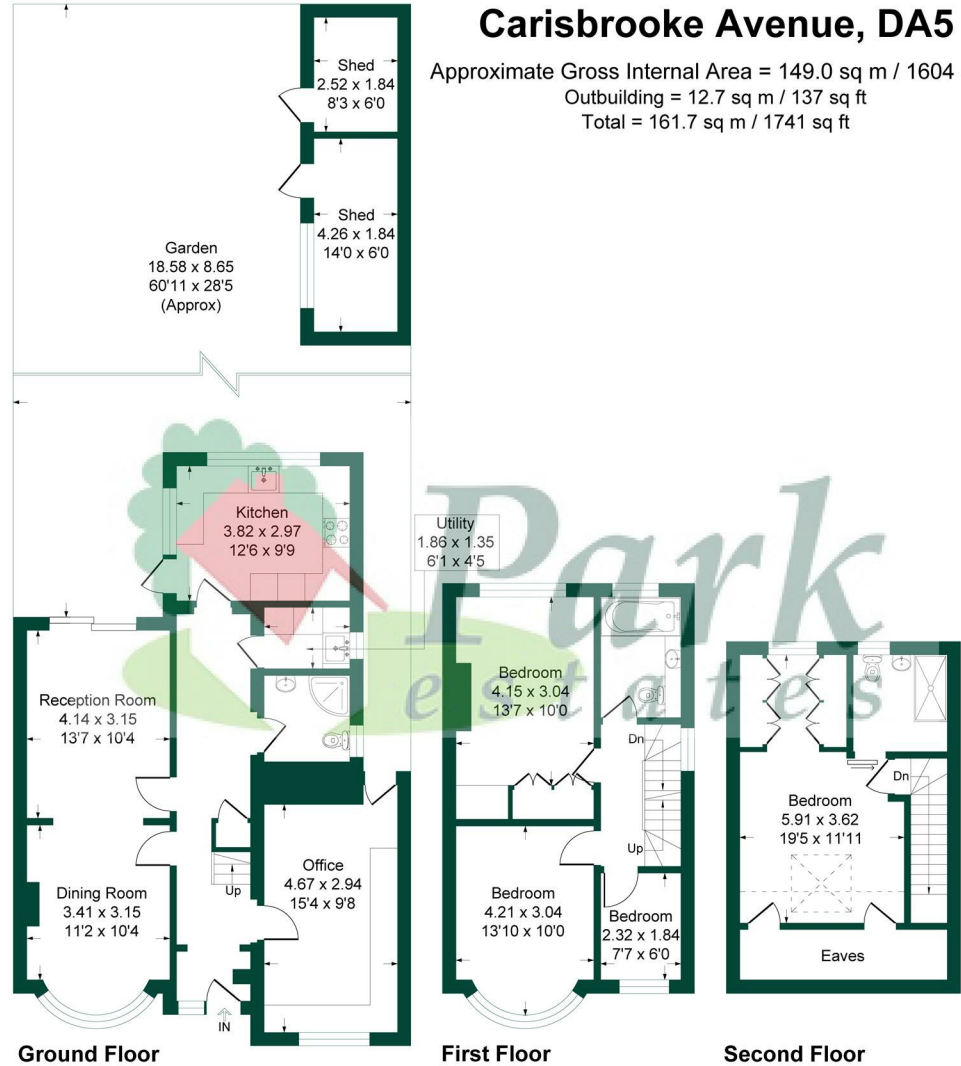 Carisbrooke Avenue, DA5
Approximate Gross Internal Area = 149.0 sq m / 1604
Outbuilding = 12.7 sq m / 137 sq ft
Total = 161.7 sq m / 1741 sq ft
Shed
2.52 x 1.84
8'3 x 6'0
Shed
4.26 x 1.84
14'0 x 6'0
Garden
18.58 x 8.65
60'11 x 28'5
(Approx)
Kitchen
3.82 x 2.97
12'6 x 9'9
Utility
1.86 x 1.35
6'1 x 4'5
Park
estates
Reception Room
4.14 x 3.15
13'7 x 10'4
Dining Room
3.41 x 3.15
11'2 x 10'4
Up
Office
4.67 x 2.94
15'4 x 9'8
IN
Ground Floor
Bedroom
4.15 x 3.04
13'7 x 10'0
Dn
Up
Bedroom
4.21 x 3.04
13'10 x 10'0
Bedroom
2.32 x 1.84
7'7 x 6'0
First Floor
Dn
Bedroom
5.91 x 3.62
19'5 x 11'11
Eaves
Second Floor